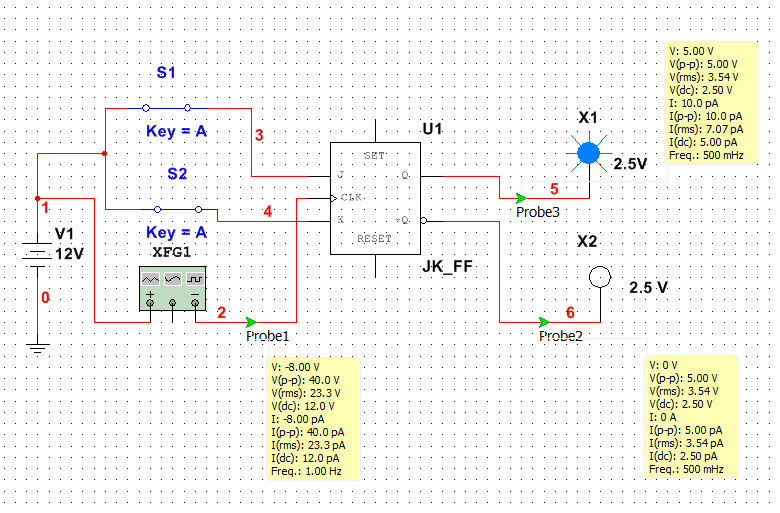 S1
Key = A
3
S2
Key = A
4
1
V1
12V
0
XFG1
+
−
2
Probe1
U1
SET
J
Q
CLK
K
~Q
RESET
JK_FF
5
Probe3
X1
2.5V
X2
2.5 V
6
Probe2
V: 5.00 V
V(p-p): 5.00 V
V(rms): 3.54 V
V(dc): 2.50 V
I: 10.0 pA
I(p-p): 10.0 pA
I(rms): 7.07 pA
I(dc): 5.00 pA
Freq.: 500 mHz
V: -8.00 V
V(p-p): 40.0 V
V(rms): 23.3 V
V(dc): 12.0 V
I: -8.00 pA
I(p-p): 40.0 pA
I(rms): 23.3 pA
I(dc): 12.0 pA
Freq.: 1.00 Hz
V: 0 V
V(p-p): 5.00 V
V(rms): 3.54 V
V(dc): 2.50 V
I: 0 A
I(p-p): 5.00 pA
I(rms): 3.54 pA
I(dc): 2.50 pA
Freq.: 500 mHz